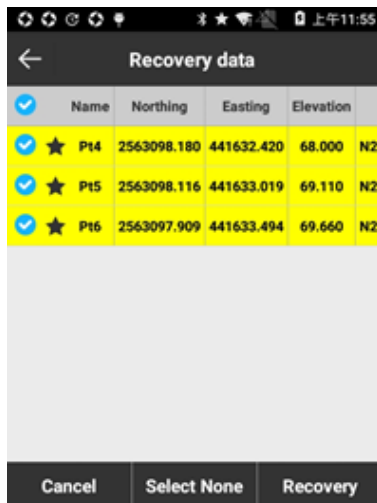 上午11:55
Recovery data
Name Northing Easting Elevation
Pt4 2563098.180 441632.420 68.000 N2
Pt5 2563098.116 441633.019 69.110 N2
Pt6 2563097.909 441633.494 69.660 N2
Cancel Select None Recovery